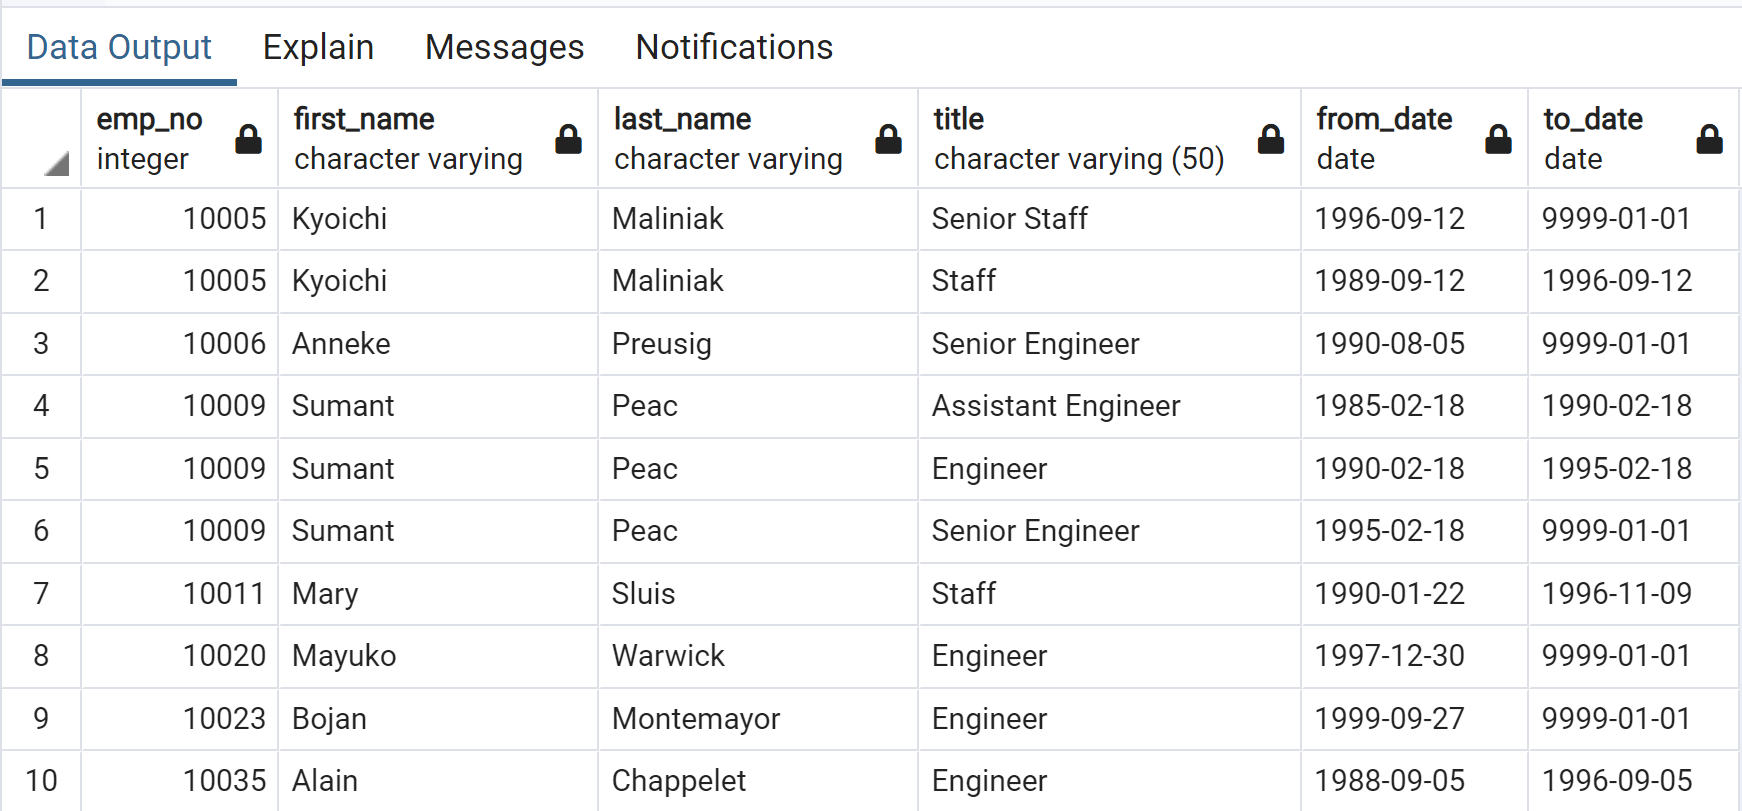 Data Output Explain Messages Notifications
emp_no first_name last_name title from_date to_date
integer character varying character varying character varying (50) date date
1 10005 Kyoichi Maliniak Senior Staff 1996-09-12 9999-01-01
2 10005 Kyoichi Maliniak Staff 1989-09-12 1996-09-12
3 10006 Anneke Preusig Senior Engineer 1990-08-05 9999-01-01
4 10009 Sumant Peac Assistant Engineer 1985-02-18 1990-02-18
5 10009 Sumant Peac Engineer 1990-02-18 1995-02-18
6 10009 Sumant Peac Senior Engineer 1995-02-18 9999-01-01
7 10011 Mary Sluis Staff 1990-01-22 1996-11-09
8 10020 Mayuko Warwick Engineer 1997-12-30 9999-01-01
9 10023 Bojan Montemayor Engineer 1999-09-27 9999-01-01
10 10035 Alain Chappelet Engineer 1988-09-05 1996-09-05